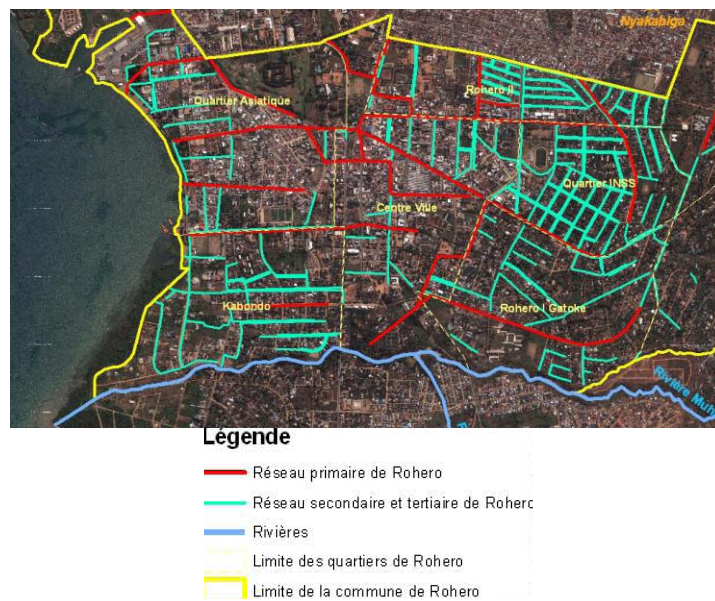 Nyakabiga
Quartier Asiatique
Rohero II
Quartier INSS
Centre Ville
Kabondo
Rohero I Gatoke
Rivière Muh
Légende
Réseau primaire de Rohero
Réseau secondaire et tertiaire de Rohero
Rivières
Limite des quartiers de Rohero
Limite de la commune de Rohero